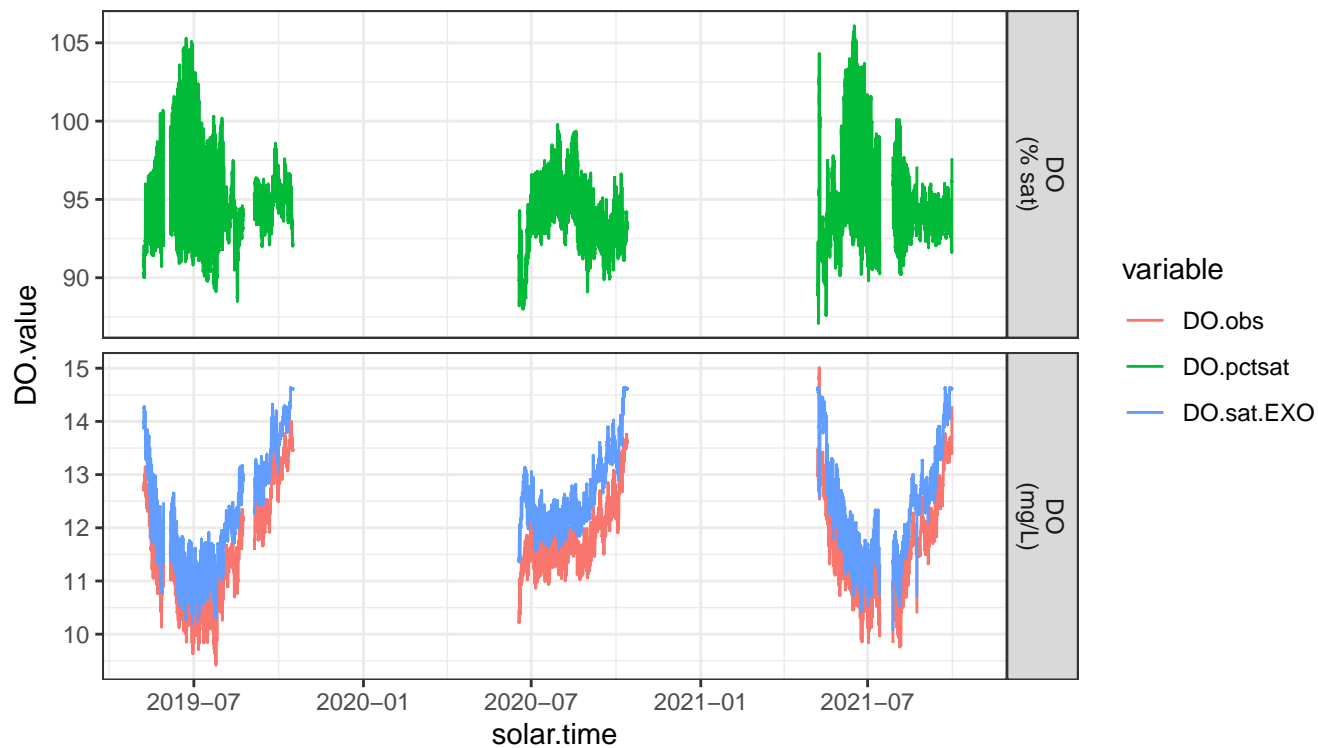 105
100
95
90
DO
(% sat)
15
14
13
12
11
10
DO
(mg/L)
DO.value
2019−07
2020−01
2020−07
2021−01
2021−07
solar.time
variable
DO.obs
DO.pctsat
DO.sat.EXO